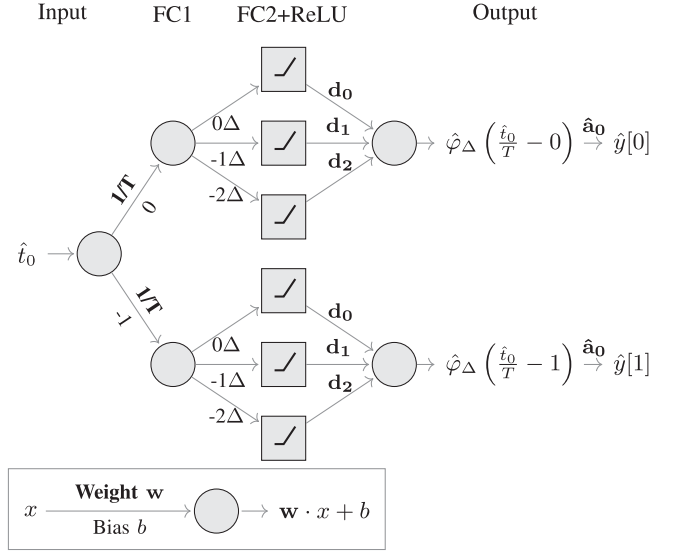 Input FC1 FC2+ReLU Output
d₀
0Δ d₁
φ̂_Δ (t̂₀/T − 0) â₀→ ŷ[0]
-1Δ d₂
1/T -2Δ
0
t̂₀
1/T
-1 d₀
0Δ d₁
φ̂_Δ (t̂₀/T − 1) â₀→ ŷ[1]
-1Δ d₂
-2Δ
Weight w
x w · x + b
Bias b